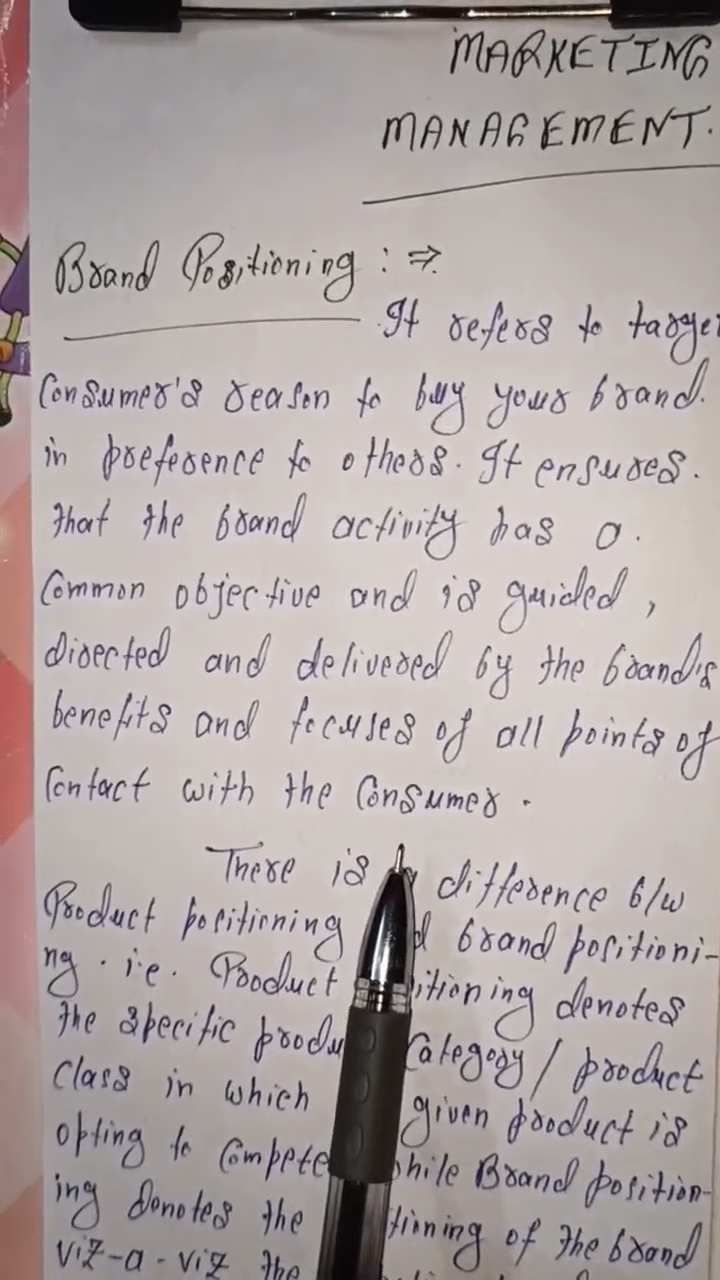 MARKETING
MANAGEMENT.
Brand Positioning : ⇒
It refers to targe
Consumer's reason to buy your brand.
in preference to others. It ensures.
that the brand activity has a.
Common objective and is guided,
directed and delivered by the brand's
benefits and focuses of all points of
Contact with the Consumer.
There is difference b/w
Product positioning brand positioni-
ng. i.e. Product itioning denotes
the specific produ Category / product
Class in which given product is
opting to Compete hile Brand position-
ing denotes the tioning of the brand
viz-a-viz the